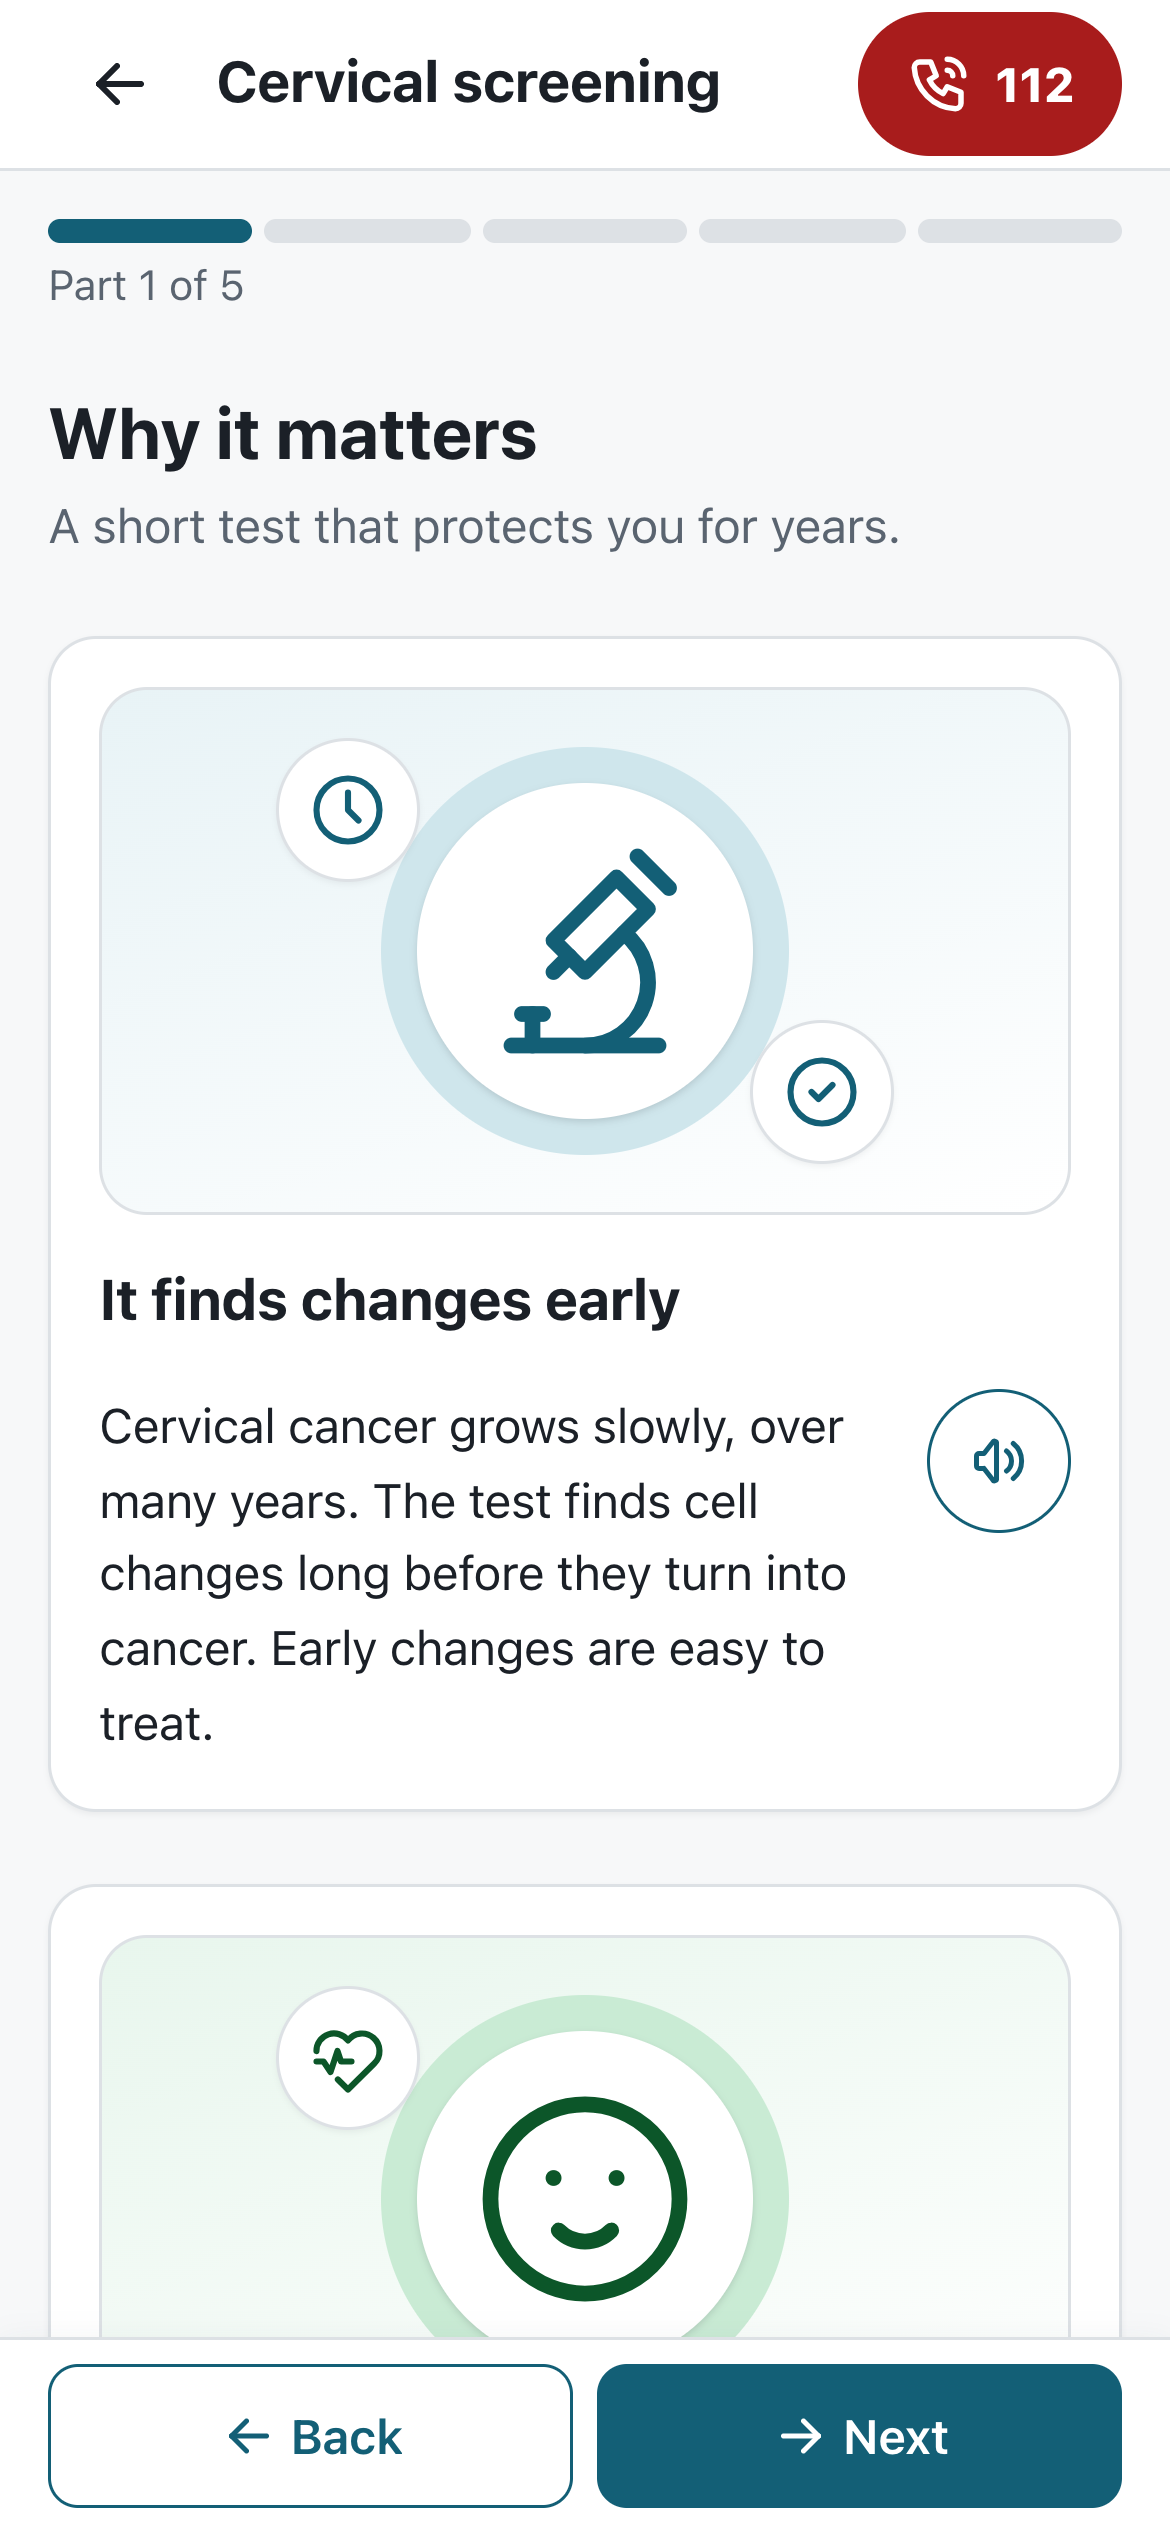 Cervical screening
112
Part 1 of 5
Why it matters
A short test that protects you for years.
It finds changes early
Cervical cancer grows slowly, over
many years. The test finds cell
changes long before they turn into
cancer. Early changes are easy to
treat.
Back
Next